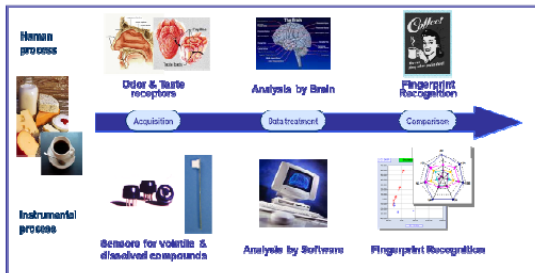 Human
process
Odor & Taste
receptors
Analysis by Brain
Coffee!
Fingerprint
Recognition
Acquisition
Data treatment
Comparison
Instrumental
process
Sensors for volatile &
dissolved compounds
Analysis by Software
Fingerprint Recognition